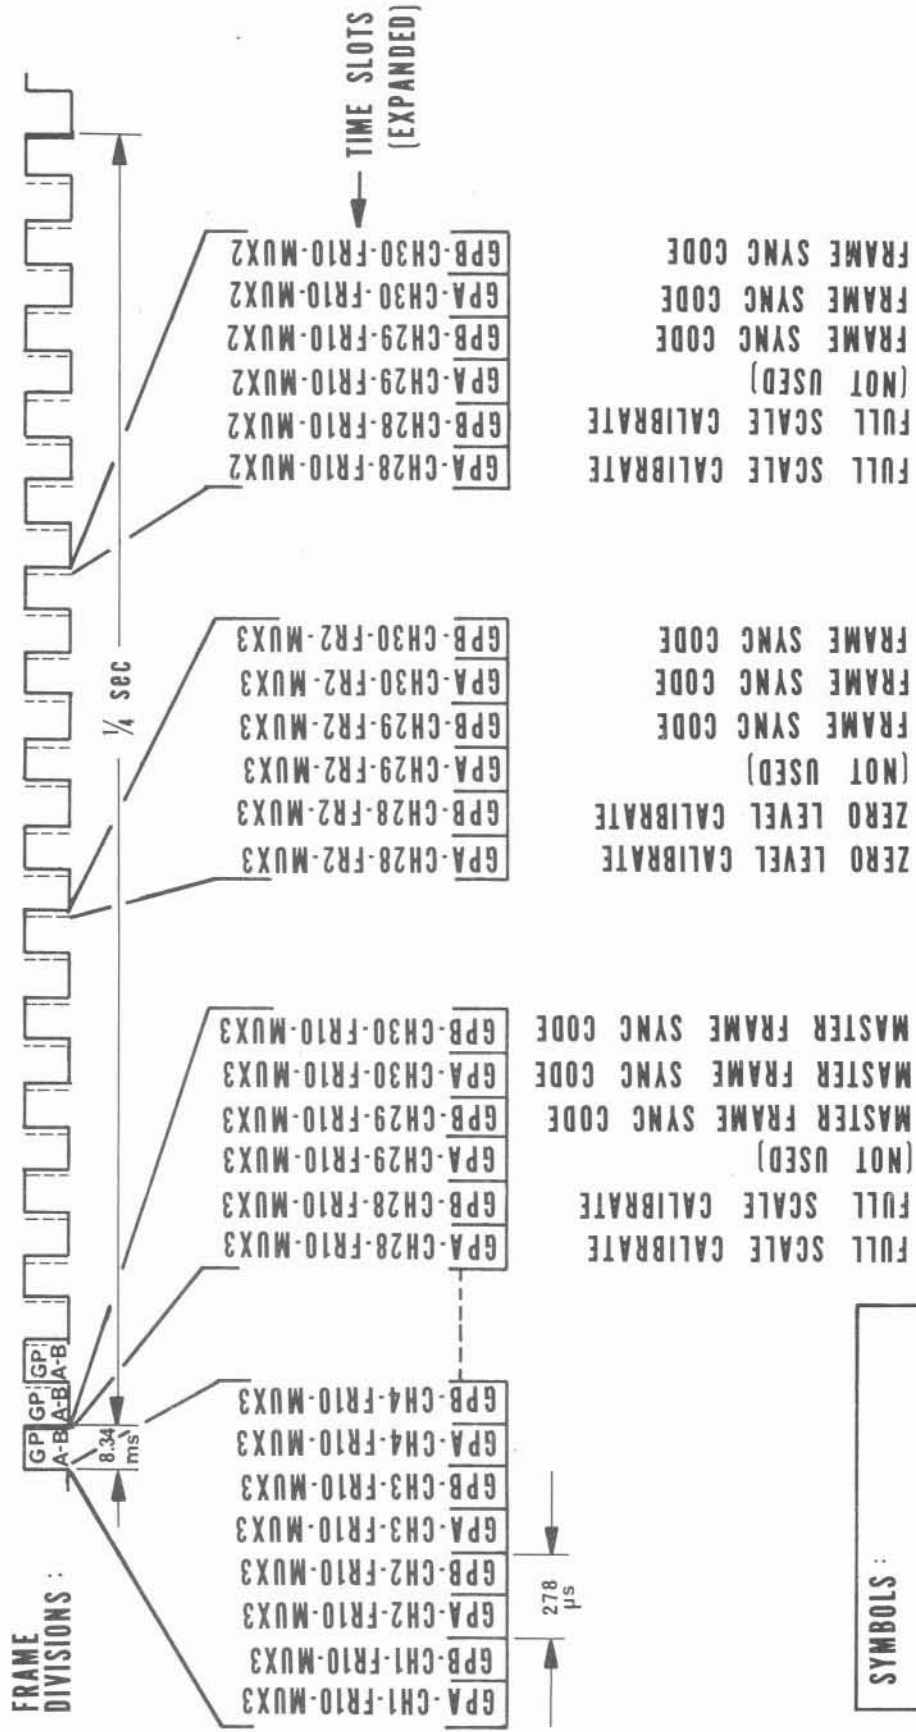 FRAME
DIVISIONS :
GP
A-B
GP
A-B
GP
A-B
8.34
ms
1/4 sec
TIME SLOTS
(EXPANDED)
GPA-CH1-FR10-MUX3
GPB-CH1-FR10-MUX3
GPA-CH2-FR10-MUX3
GPB-CH2-FR10-MUX3
GPA-CH3-FR10-MUX3
GPB-CH3-FR10-MUX3
GPA-CH4-FR10-MUX3
GPB-CH4-FR10-MUX3
278
µs
GPA-CH28-FR10-MUX3
GPB-CH28-FR10-MUX3
GPA-CH29-FR10-MUX3
GPB-CH29-FR10-MUX3
GPA-CH30-FR10-MUX3
GPB-CH30-FR10-MUX3
FULL SCALE CALIBRATE
FULL SCALE CALIBRATE
(NOT USED)
MASTER FRAME SYNC CODE
MASTER FRAME SYNC CODE
MASTER FRAME SYNC CODE
GPA-CH28-FR2-MUX3
GPB-CH28-FR2-MUX3
GPA-CH29-FR2-MUX3
GPB-CH29-FR2-MUX3
GPA-CH30-FR2-MUX3
GPB-CH30-FR2-MUX3
ZERO LEVEL CALIBRATE
ZERO LEVEL CALIBRATE
(NOT USED)
FRAME SYNC CODE
FRAME SYNC CODE
FRAME SYNC CODE
GPA-CH28-FR10-MUX2
GPB-CH28-FR10-MUX2
GPA-CH29-FR10-MUX2
GPB-CH29-FR10-MUX2
GPA-CH30-FR10-MUX2
GPB-CH30-FR10-MUX2
FULL SCALE CALIBRATE
FULL SCALE CALIBRATE
(NOT USED)
FRAME SYNC CODE
FRAME SYNC CODE
FRAME SYNC CODE
SYMBOLS :